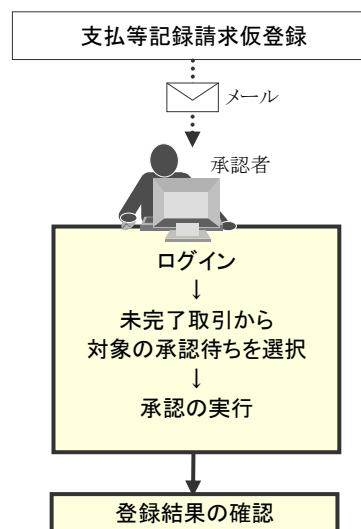 支払等記録請求仮登録
メール
承認者
ログイン
↓
未完了取引から
対象の承認待ちを選択
↓
承認の実行
登録結果の確認